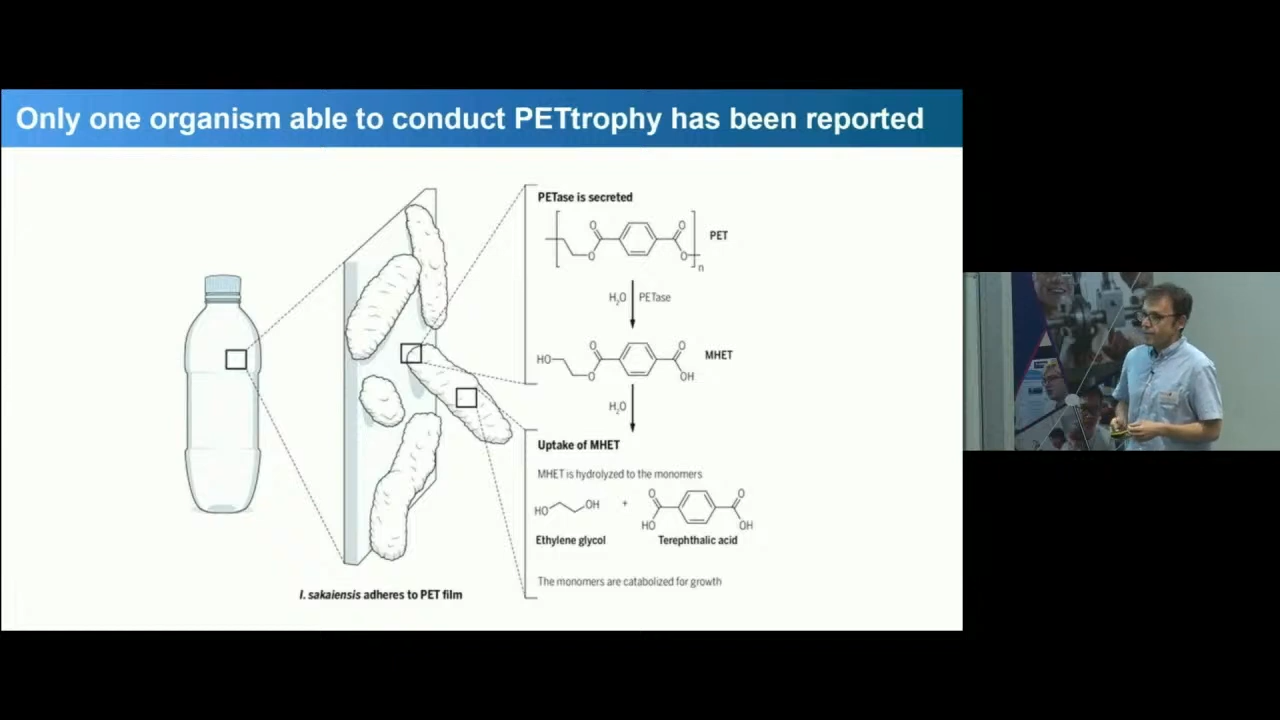 Only one organism able to conduct PETtrophy has been reported
PETase is secreted
O
O
O
O
n
PET
H₂O
PETase
HO
O
O
O
OH
MHET
H₂O
Uptake of MHET
MHET is hydrolyzed to the monomers
HO
OH
+
O
O
HO
OH
Ethylene glycol
Terephthalic acid
The monomers are catabolized for growth
I. sakaiensis adheres to PET film